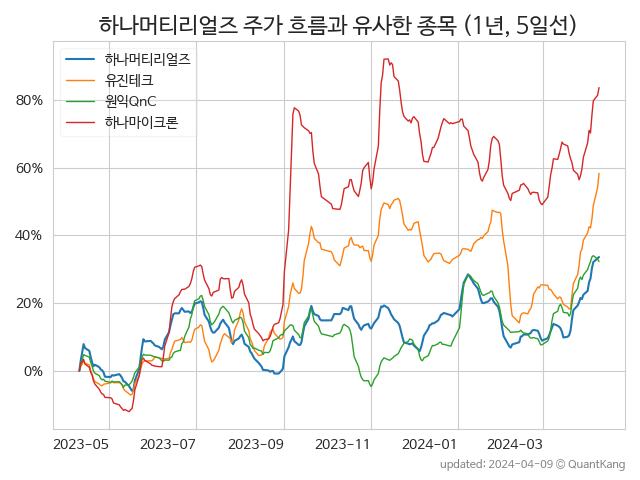 하나머티리얼즈 주가 흐름과 유사한 종목 (1년, 5일선)
하나머티리얼즈
유진테크
원익QnC
하나마이크론
80%
60%
40%
20%
0%
2023-05 2023-07 2023-09 2023-11 2024-01 2024-03
updated: 2024-04-09 © QuantKang